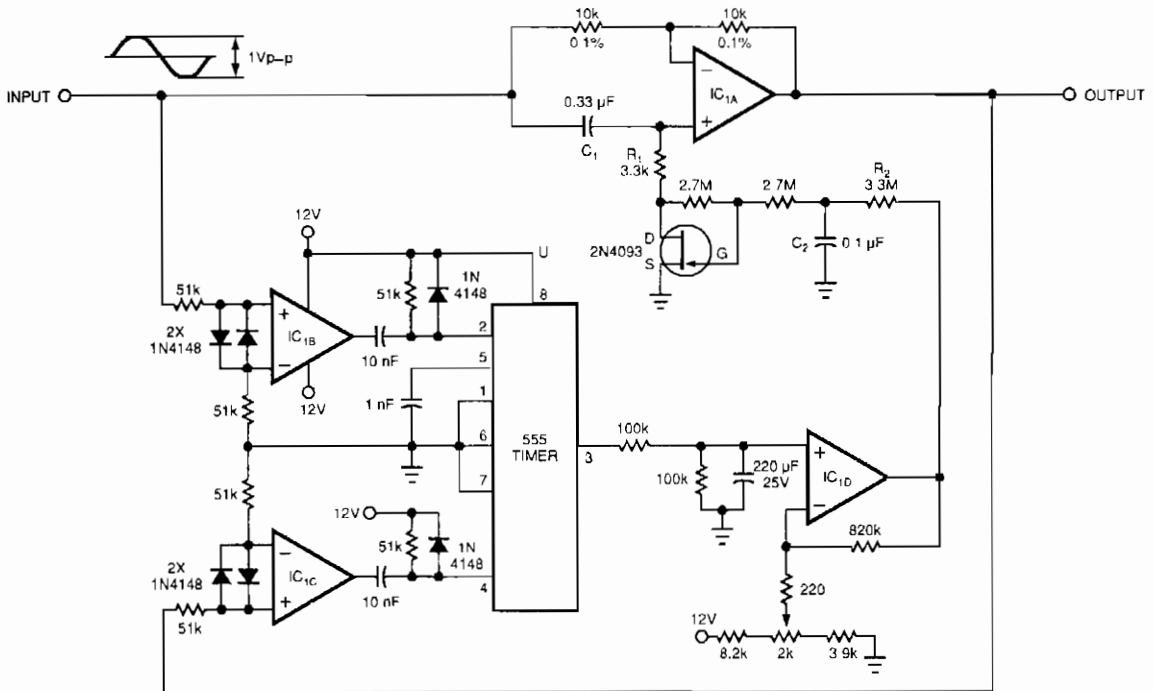 10k
0.1%
10k
0.1%
1Vp–p
INPUT
OUTPUT
IC1A
–
+
0.33 µF
C1
R1
3.3k
2.7M
2 7M
R2
3 3M
C2
0 1 µF
2N4093
D
S
G
12V
U
51k
1N
4148
8
51k
2X
1N4148
+
–
IC1B
10 nF
12V
2
5
1
6
7
1 nF
51k
555
TIMER
3
100k
100k
220 µF
25V
+
–
IC1D
820k
220
12V
8.2k
2k
3 9k
51k
12V
51k
1N
4148
2X
1N4148
–
+
IC1C
10 nF
4
51k